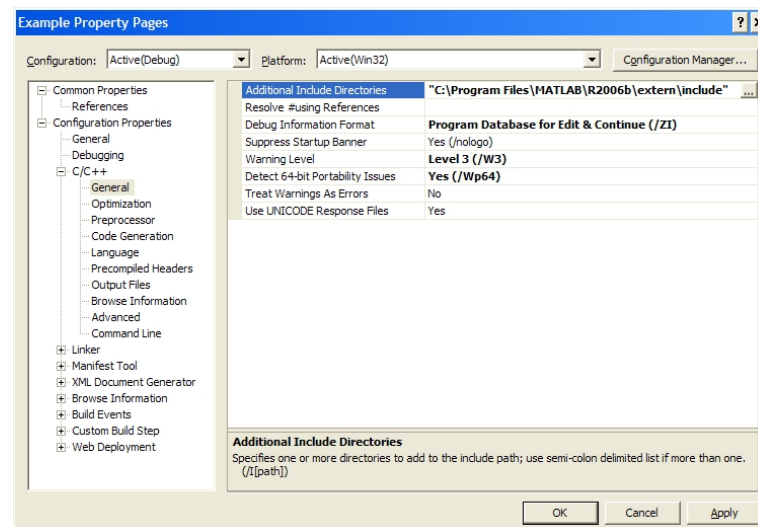 Example Property Pages
?
Configuration: Active(Debug) Platform: Active(Win32) Configuration Manager...
Common Properties
References
Configuration Properties
General
Debugging
C/C++
General
Optimization
Preprocessor
Code Generation
Language
Precompiled Headers
Output Files
Browse Information
Advanced
Command Line
Linker
Manifest Tool
XML Document Generator
Browse Information
Build Events
Custom Build Step
Web Deployment
Additional Include Directories "C:\Program Files\MATLAB\R2006b\extern\include" ...
Resolve #using References
Debug Information Format Program Database for Edit & Continue (/ZI)
Suppress Startup Banner Yes (/nologo)
Warning Level Level 3 (/W3)
Detect 64-bit Portability Issues Yes (/Wp64)
Treat Warnings As Errors No
Use UNICODE Response Files Yes
Additional Include Directories
Specifies one or more directories to add to the include path; use semi-colon delimited list if more than one.
(/I[path])
OK Cancel Apply